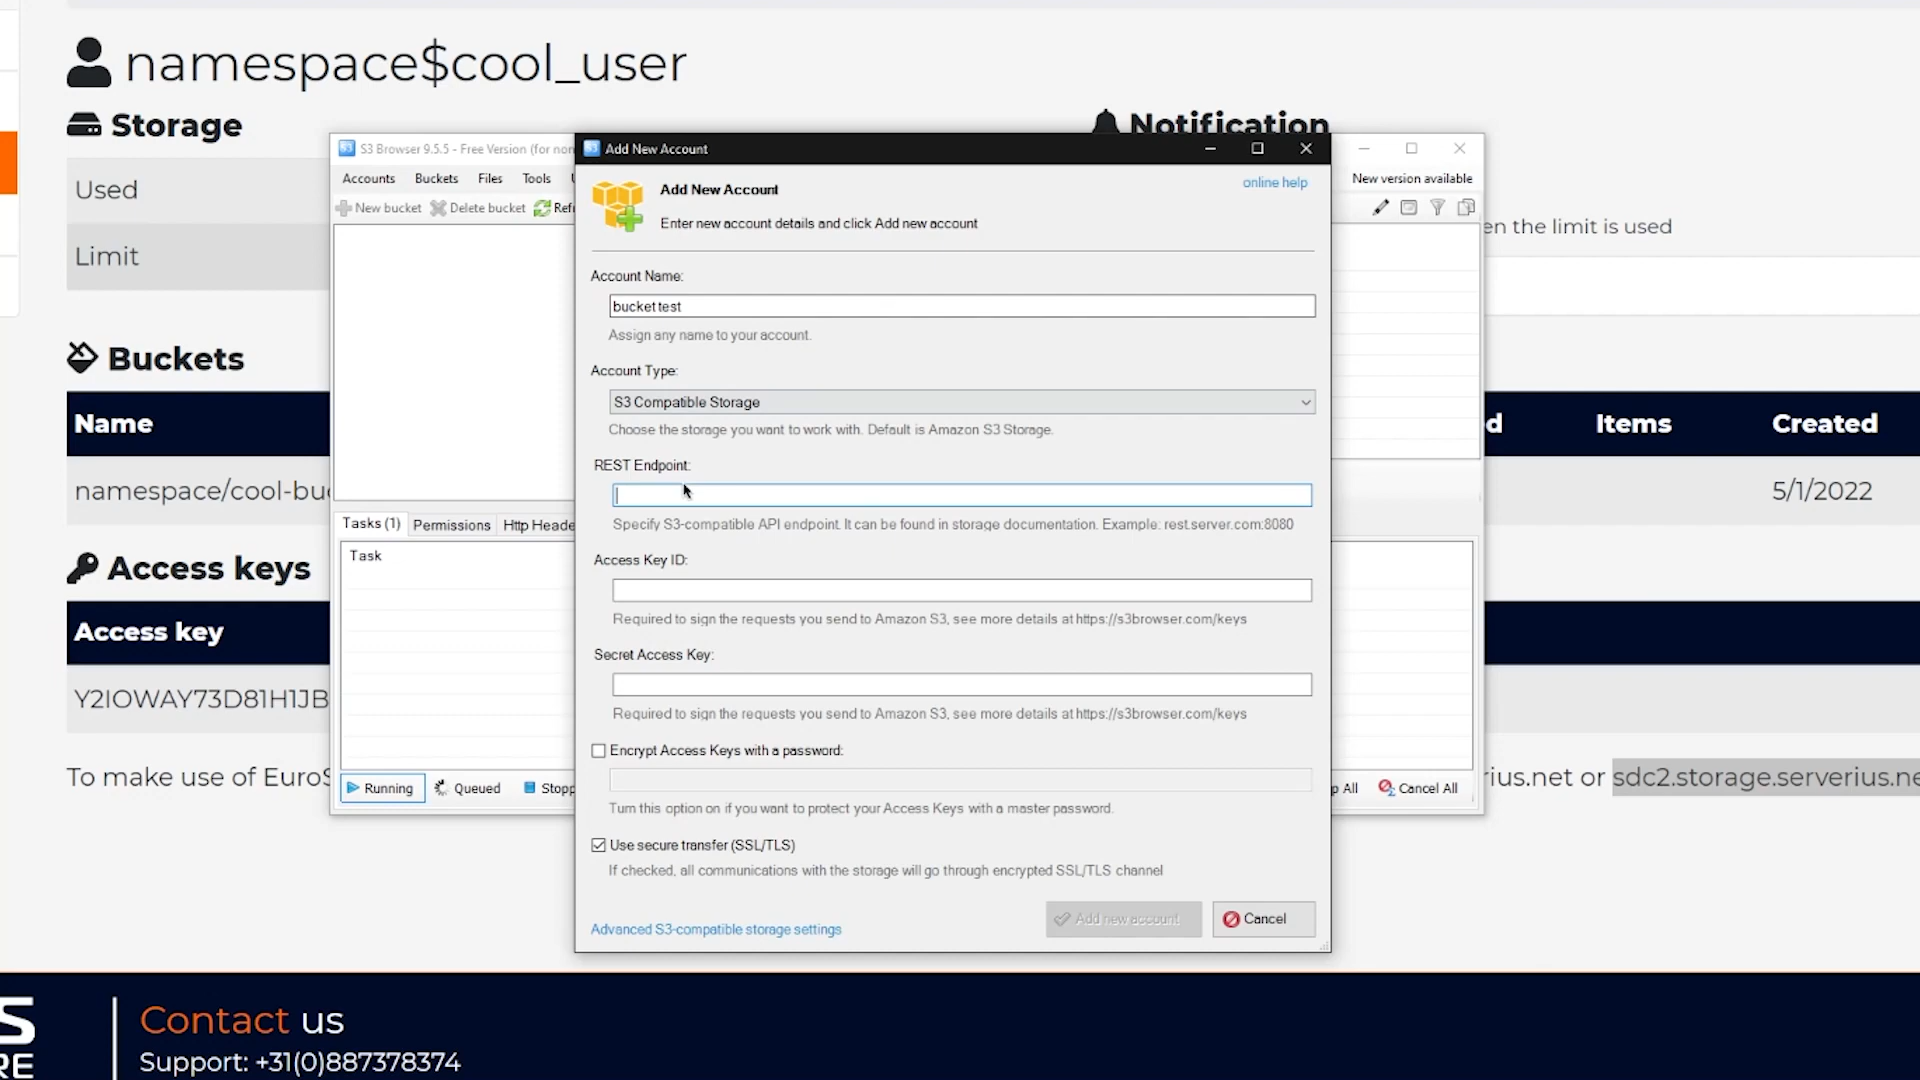 namespace$cool_user
Storage
Notification
Used
Limit
en the limit is used
Buckets
Name
d
Items
Created
namespace/cool-bu
5/1/2022
Access keys
Access key
Y2IOWAY73D81H1JB
To make use of Euro
rius.net or sdc2.storage.serverius.ne
S3 Browser 9.5.5 - Free Version (for non
Accounts Buckets Files Tools
New version available
New bucket Delete bucket Refr
Tasks (1) Permissions Http Heade
Task
Running Queued Stopp
p All Cancel All
Add New Account
Add New Account
online help
Enter new account details and click Add new account
Account Name:
bucket test
Assign any name to your account.
Account Type:
S3 Compatible Storage
Choose the storage you want to work with. Default is Amazon S3 Storage.
REST Endpoint:
Specify S3-compatible API endpoint. It can be found in storage documentation. Example: rest.server.com:8080
Access Key ID:
Required to sign the requests you send to Amazon S3, see more details at https://s3browser.com/keys
Secret Access Key:
Required to sign the requests you send to Amazon S3, see more details at https://s3browser.com/keys
Encrypt Access Keys with a password:
Turn this option on if you want to protect your Access Keys with a master password.
Use secure transfer (SSL/TLS)
If checked, all communications with the storage will go through encrypted SSL/TLS channel
Advanced S3-compatible storage settings
Add new account
Cancel
S
RE
Contact us
Support: +31(0)887378374